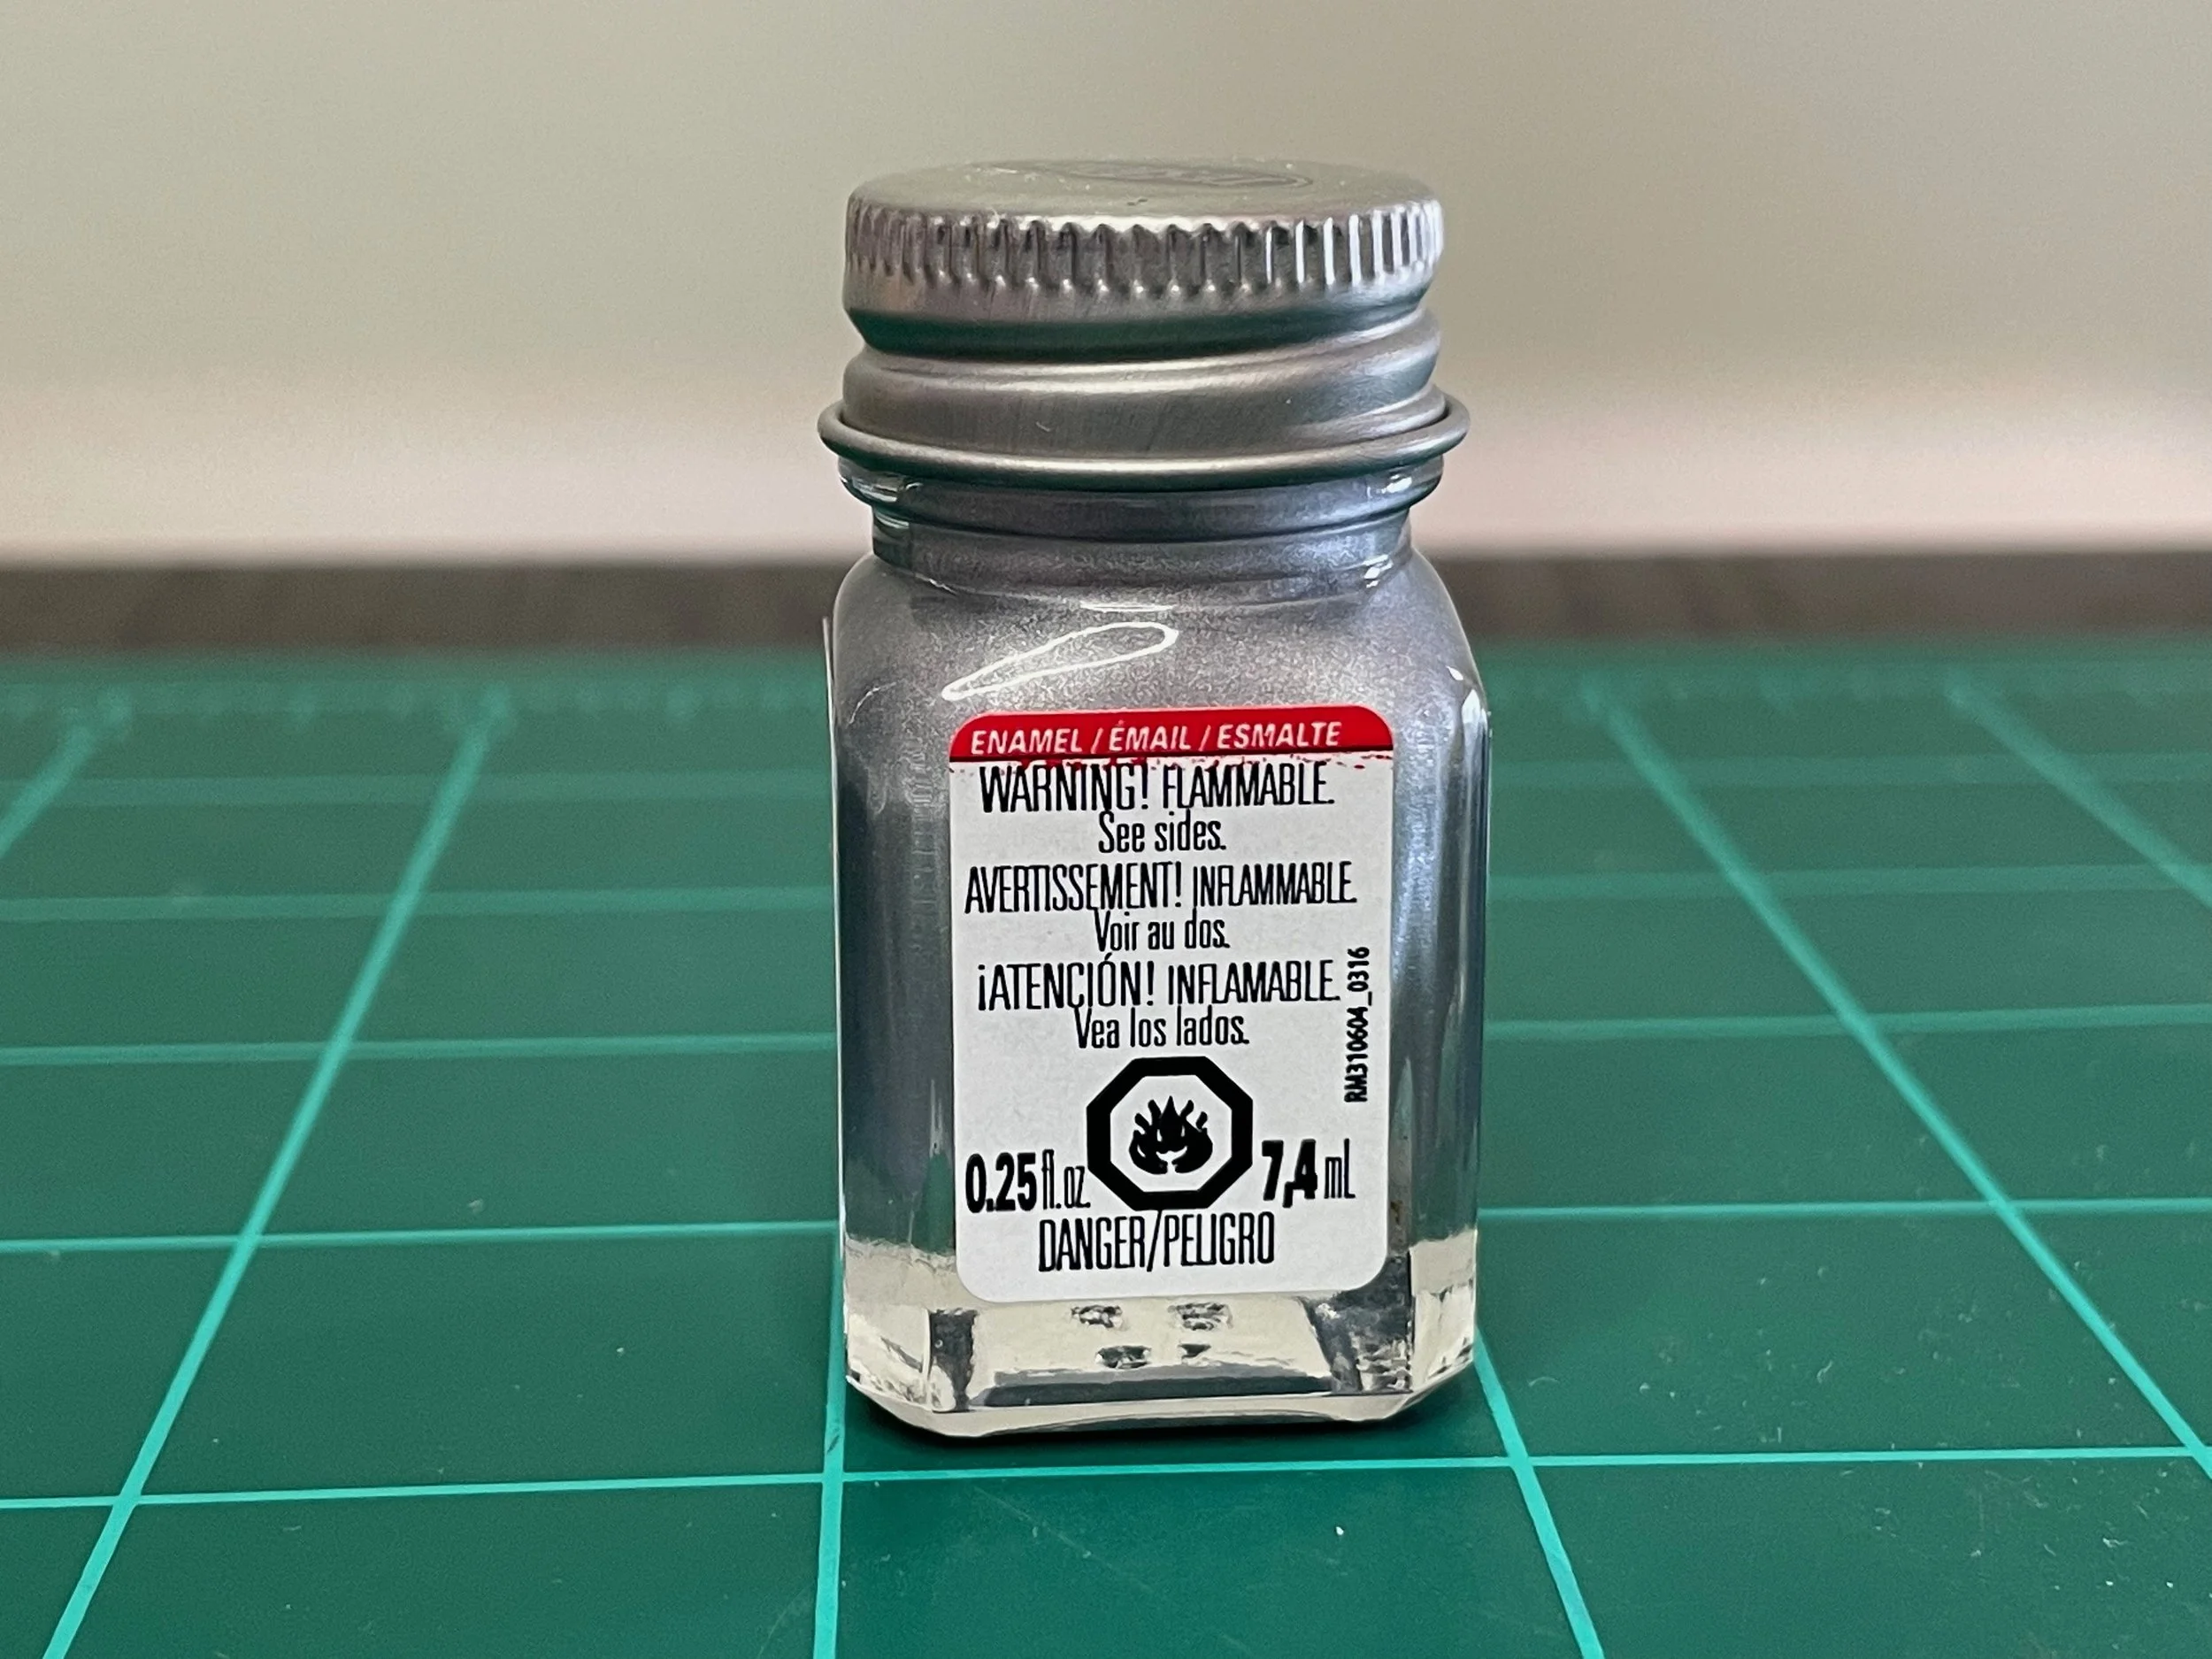 ENAMEL / ÉMAIL / ESMALTE
WARNING! FLAMMABLE.
See sides.
AVERTISSEMENT! INFLAMMABLE.
Voir au dos.
¡ATENCIÓN! INFLAMABLE.
Vea los lados.
RM310604_0316
0.25 fl. oz. 7,4 mL
DANGER/PELIGRO